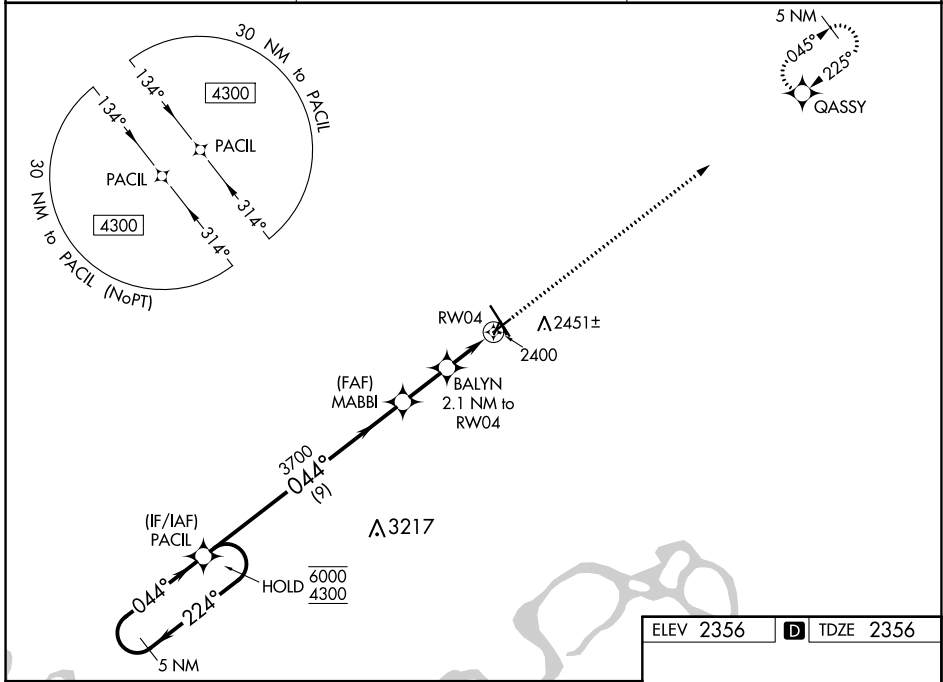 30 NM to PACIL
134°
4300
PACIL
314°
134°
PACIL
4300
314°
30 NM to PACIL (NoPT)
5 NM
045°
225°
QASSY
RW04
2451±
2400
(FAF)
MABBI
BALYN
2.1 NM to
RW04
3700
044°
(9)
(IF/IAF)
PACIL
3217
HOLD 6000
4300
044°
224°
5 NM
ELEV 2356 D TDZE 2356